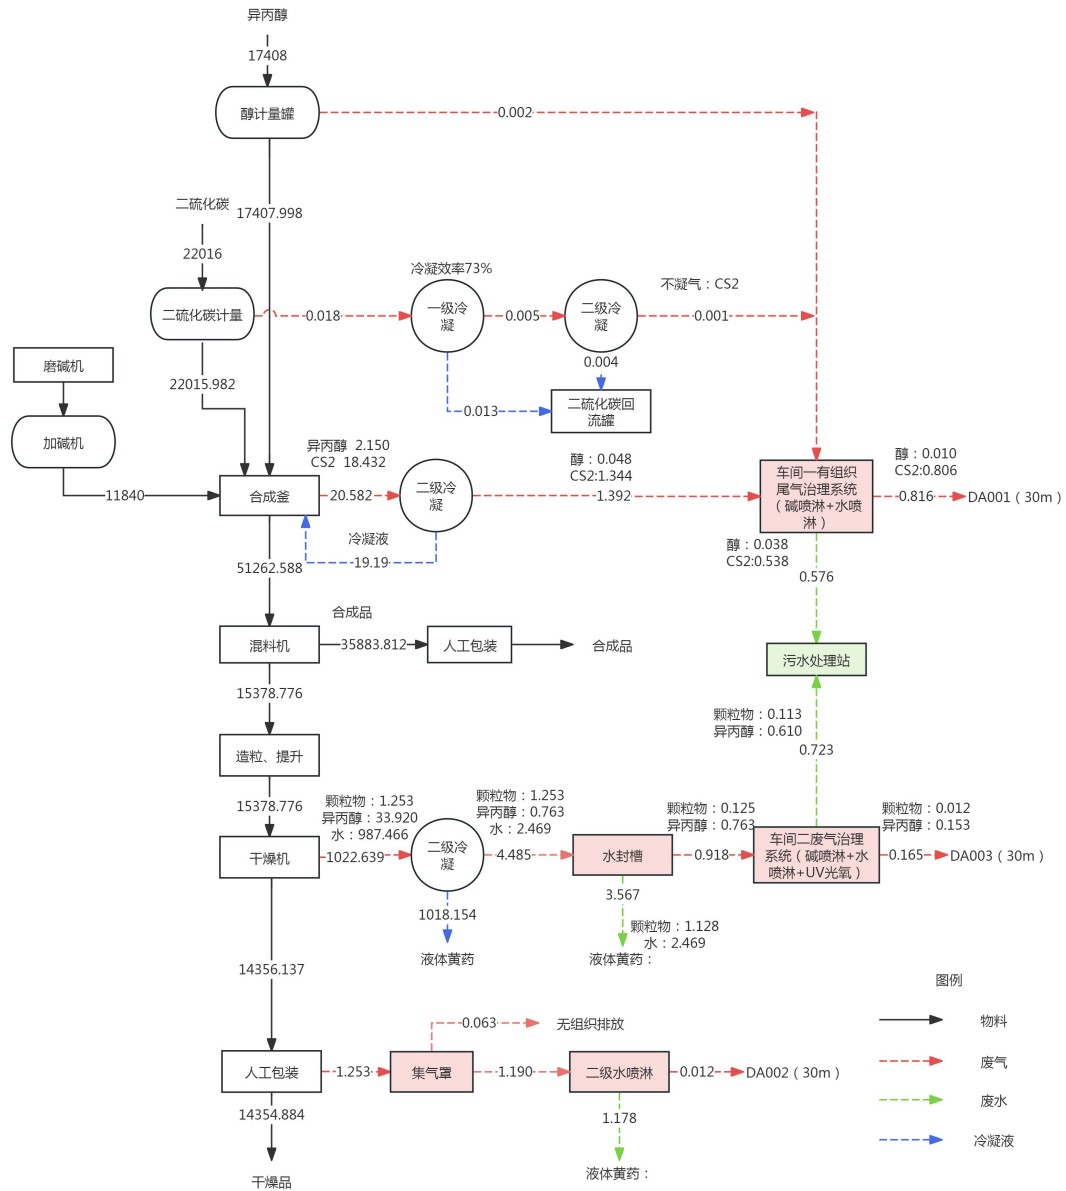 异丙醇
17408
醇计量罐
0.002
二硫化碳
17407.998
22016
冷凝效率73%
不凝气：CS2
二硫化碳计量
0.018
一级冷
凝
0.005
二级冷
凝
0.001
磨碱机
22015.982
0.004
0.013
二硫化碳回
流罐
加碱机
异丙醇 2.150
CS2 18.432
醇：0.048
CS2:1.344
醇：0.010
CS2:0.806
11840
合成釜
20.582
二级冷
凝
1.392
车间一有组织
尾气治理系统
（碱喷淋+水喷
淋）
0.816
DA001（30m）
冷凝液
19.19
醇：0.038
CS2:0.538
51262.588
0.576
合成品
混料机
35883.812
人工包装
合成品
污水处理站
15378.776
颗粒物：0.113
异丙醇：0.610
0.723
造粒、提升
15378.776
颗粒物：1.253
异丙醇：33.920
水：987.466
颗粒物：1.253
异丙醇：0.763
水：2.469
颗粒物：0.125
异丙醇：0.763
颗粒物：0.012
异丙醇：0.153
干燥机
1022.639
二级冷
凝
4.485
水封槽
0.918
车间二废气治理
系统（碱喷淋+水
喷淋+UV光氧）
0.165
DA003（30m）
1018.154
3.567
颗粒物：1.128
水：2.469
液体黄药
液体黄药：
14356.137
图例
0.063
无组织排放
物料
人工包装
1.253
集气罩
1.190
二级水喷淋
0.012
DA002（30m）
废气
14354.884
1.178
废水
冷凝液
干燥品
液体黄药：